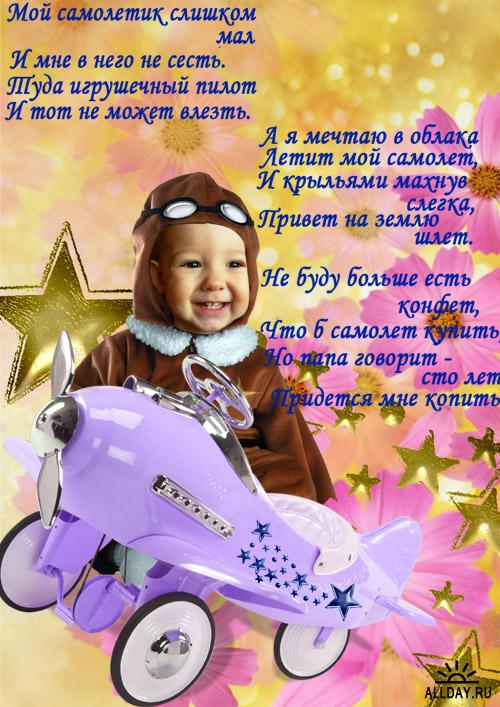 Мой самолетик слишком
мал
И мне в него не сесть.
Туда игрушечный пилот
И тот не может влезть.
А я мечтаю в облака
Летит мой самолет,
И крыльями махнув
слегка,
Привет на землю
шлет.
Не буду больше есть
конфет,
Что б самолет купить,
Но папа говорит -
сто лет
Придется мне копить
ALLDAY.RU